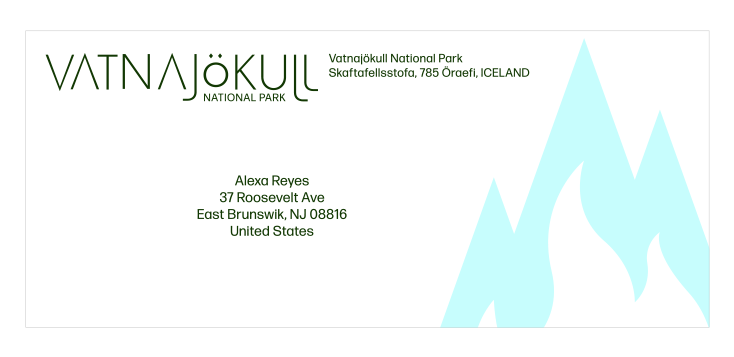 VATNAJÖKULL
NATIONAL PARK
Vatnajökull National Park
Skaftafellsstofa, 785 Öraefi, ICELAND
Alexa Reyes
37 Roosevelt Ave
East Brunswik, NJ 08816
United States